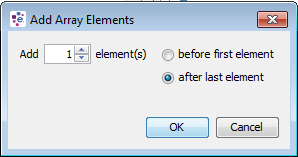 Add Array Elements
Add 1 element(s) before first element
after last element
OK Cancel